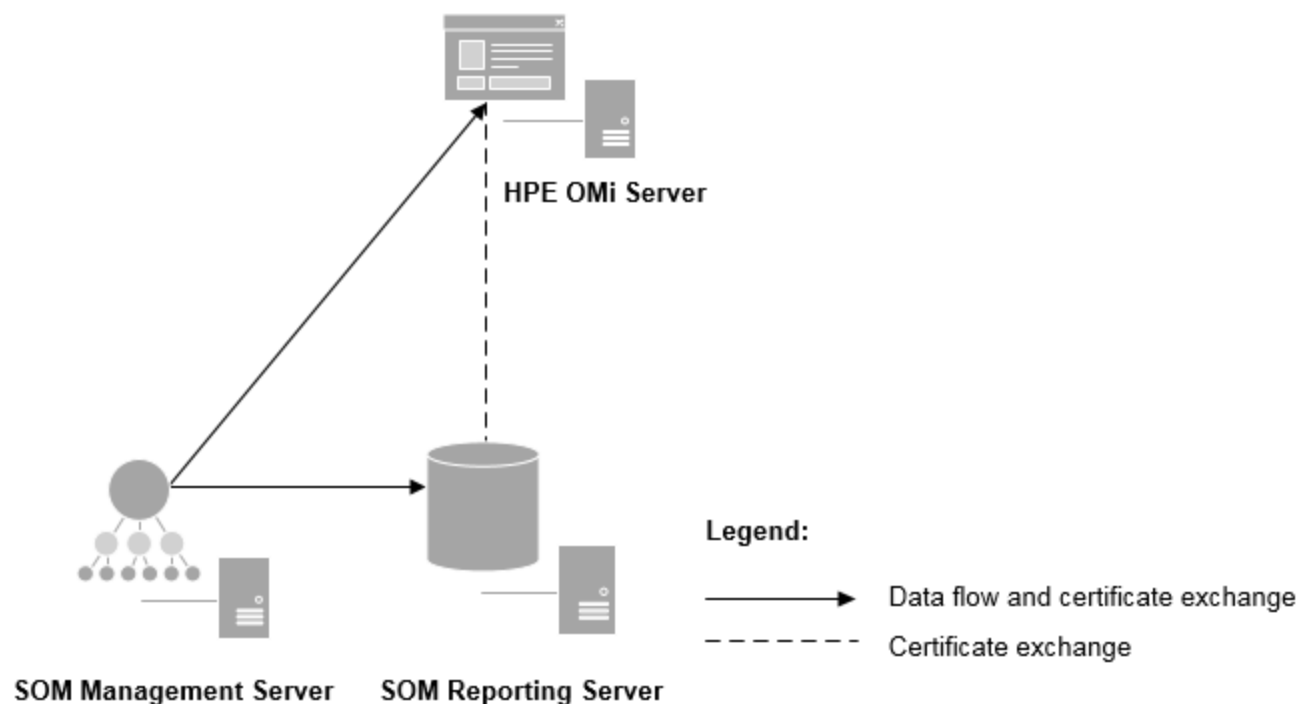 HPE OMi Server
Legend:
Data flow and certificate exchange
Certificate exchange
SOM Management Server
SOM Reporting Server